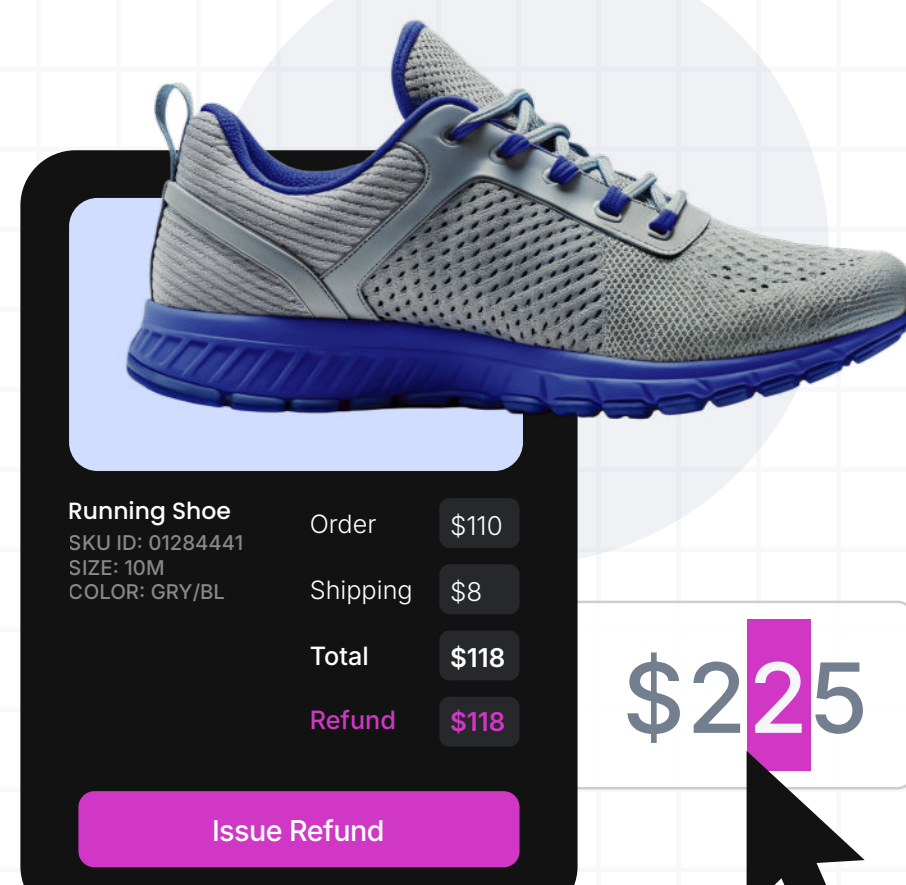 Running Shoe
SKU ID: 01284441
SIZE: 10M
COLOR: GRY/BL
Order $110
Shipping $8
Total $118
Refund $118
Issue Refund
$225